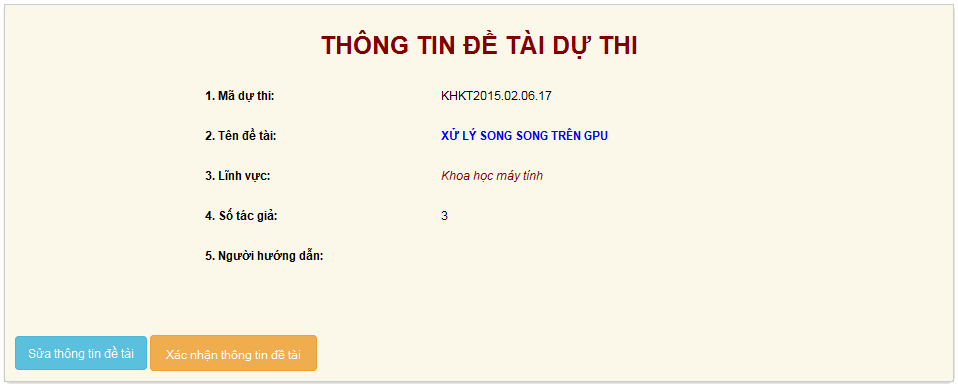 THÔNG TIN ĐỀ TÀI DỰ THI
1. Mã dự thi: KHKT2015.02.06.17
2. Tên đề tài: XỬ LÝ SONG SONG TRÊN GPU
3. Lĩnh vực: Khoa học máy tính
4. Số tác giả: 3
5. Người hướng dẫn:
Sửa thông tin đề tài Xác nhận thông tin đề tài